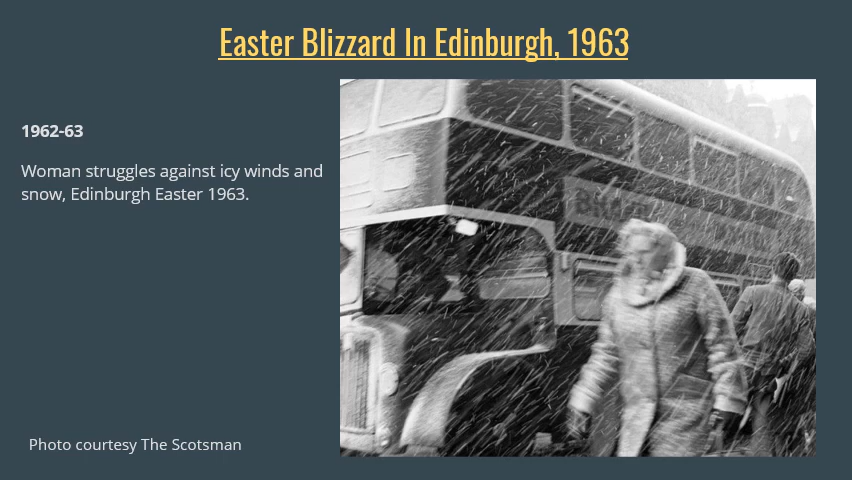 Easter Blizzard In Edinburgh, 1963
1962-63
Woman struggles against icy winds and
snow, Edinburgh Easter 1963.
Photo courtesy The Scotsman